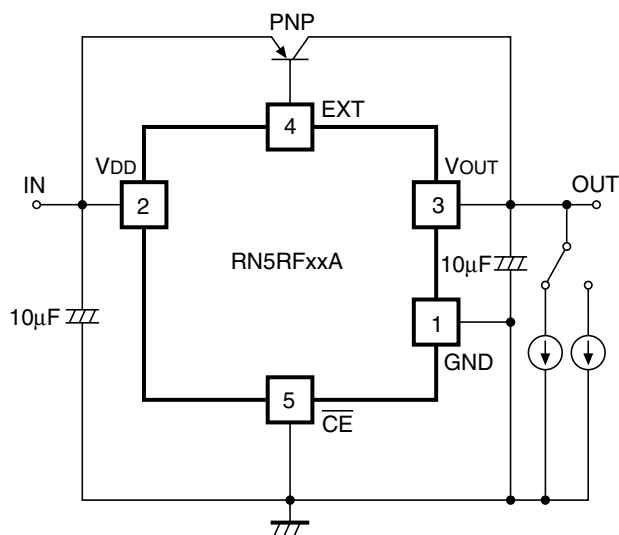 PNP
4
EXT
VDD
VOUT
IN
OUT
2
3
RN5RFxxA
10µF
10µF
1
GND
5
CE